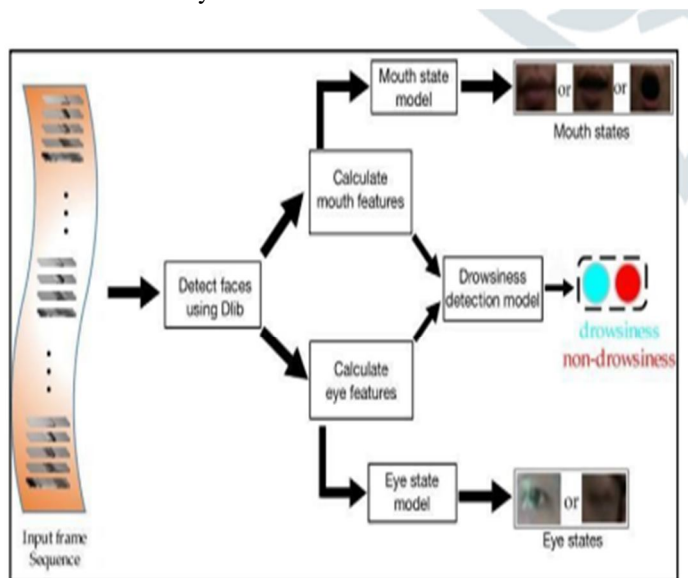 Mouth state
model
or
or
Mouth states
Calculate
mouth features
Detect faces
using Dlib
Drowsiness
detection model
drowsiness
non-drowsiness
Calculate
eye features
Eye state
model
or
Eye states
Input frame
Sequence